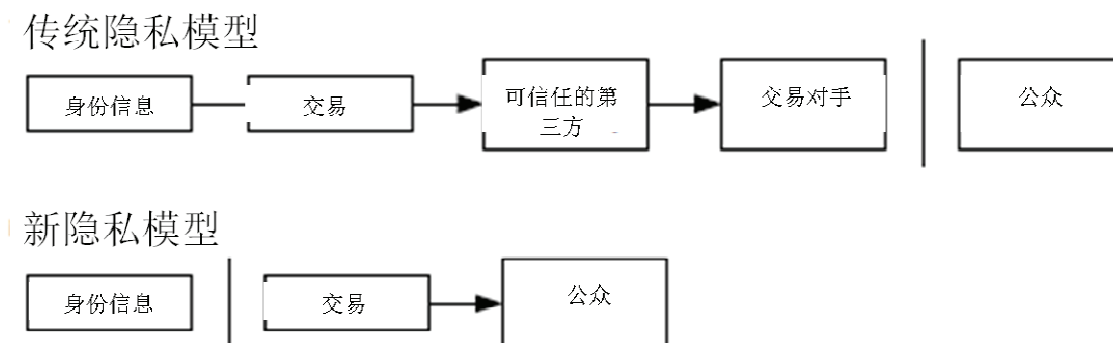 传统隐私模型
身份信息
交易
可信任的第
三方
交易对手
公众
新隐私模型
身份信息
交易
公众